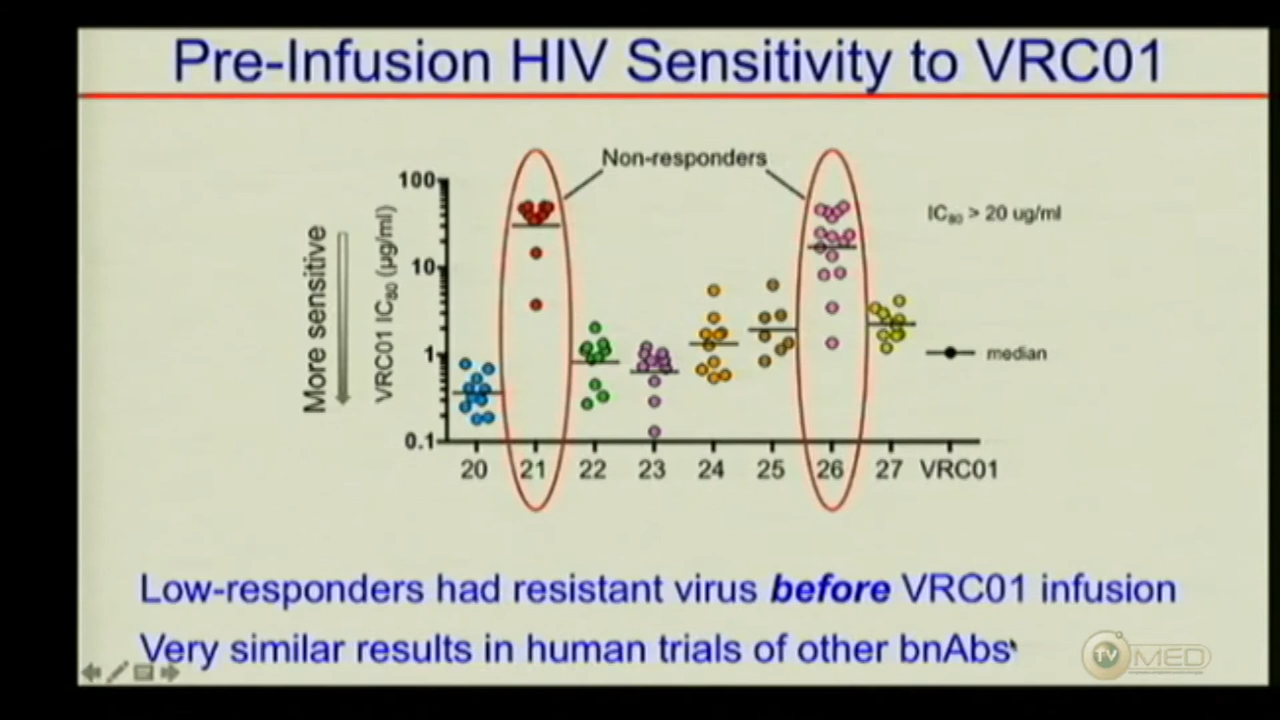 Pre-Infusion HIV Sensitivity to VRC01
Non-responders
100
10
1
0.1
IC80 > 20 ug/ml
More sensitive
VRC01 IC80 (µg/ml)
median
20 21 22 23 24 25 26 27 VRC01
Low-responders had resistant virus before VRC01 infusion
Very similar results in human trials of other bnAbs
TV MED